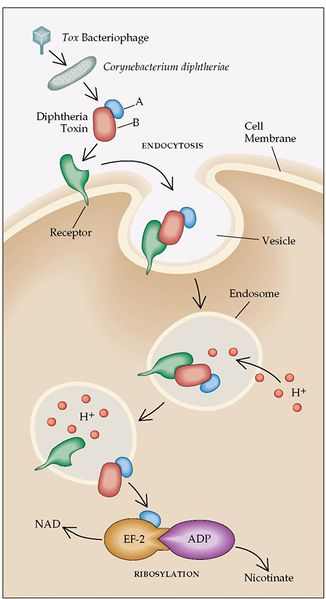 Tox Bacteriophage
Corynebacterium diphtheriae
A
Diphtheria
Toxin
B
ENDOCYTOSIS
Cell
Membrane
Receptor
Vesicle
Endosome
H+
H+
NAD
EF-2
ADP
RIBOSYLATION
Nicotinate